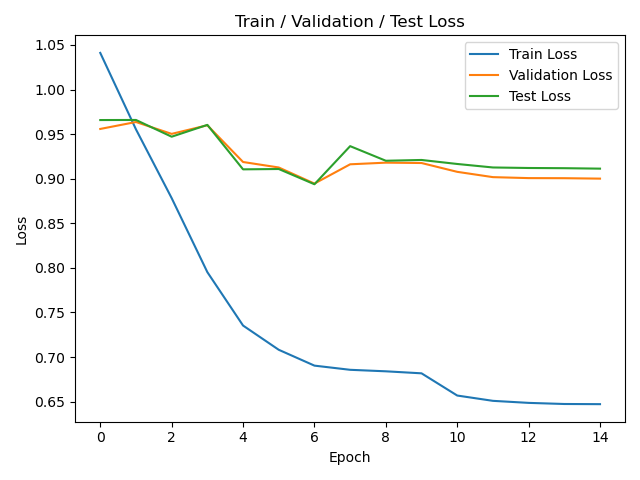 Train / Validation / Test Loss
Train Loss
Validation Loss
Test Loss
1.05
1.00
0.95
0.90
0.85
0.80
0.75
0.70
0.65
Loss
0 2 4 6 8 10 12 14
Epoch